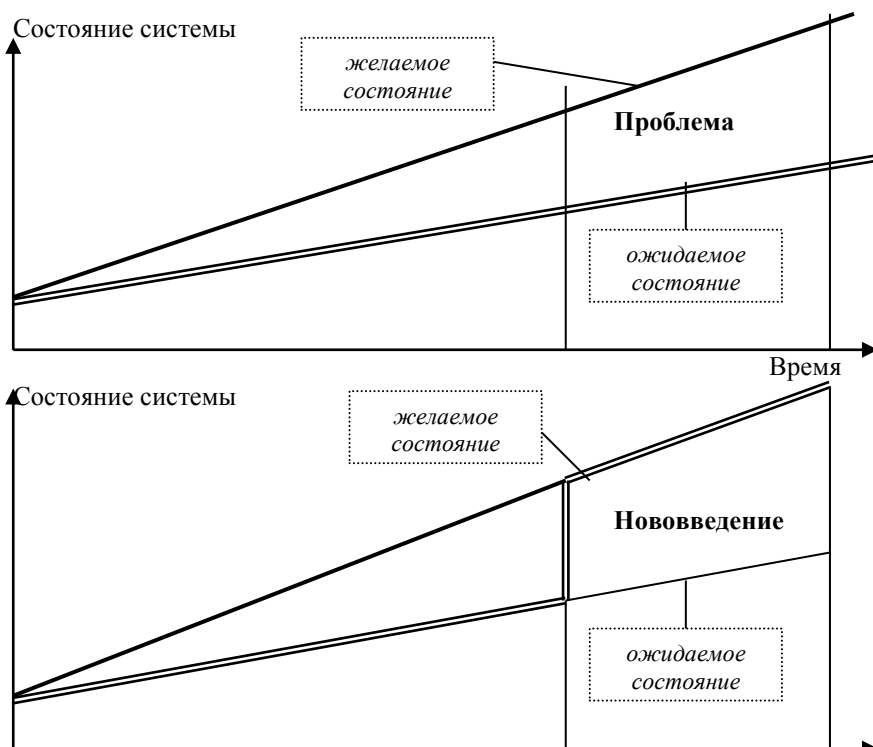 Состояние системы
желаемое
состояние
Проблема
ожидаемое
состояние
Время
Состояние системы
желаемое
состояние
Нововведение
ожидаемое
состояние